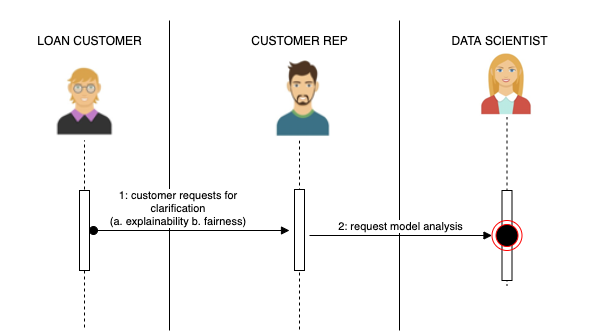 LOAN CUSTOMER
CUSTOMER REP
DATA SCIENTIST
1: customer requests for
clarification
(a. explainability b. fairness)
2: request model analysis